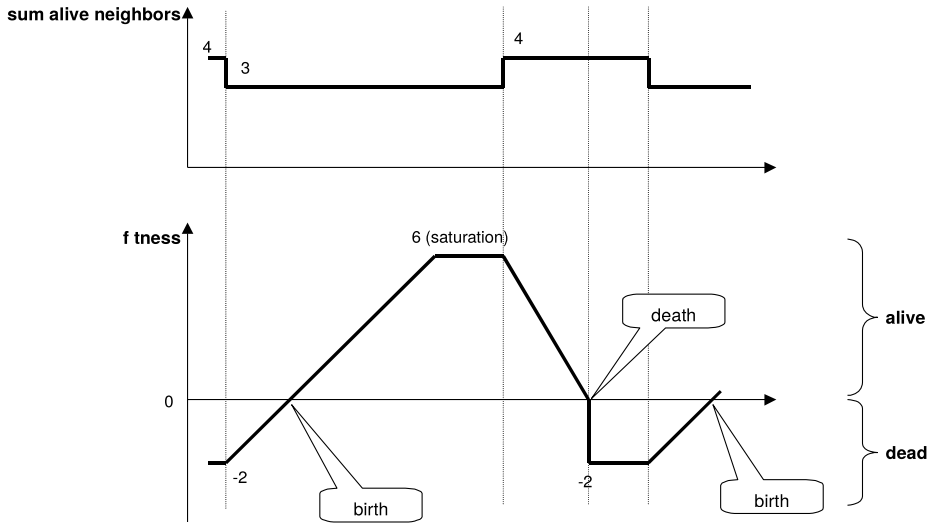 sum alive neighbors
4
3
4
f tness
6 (saturation)
death
alive
0
dead
-2
-2
birth
birth